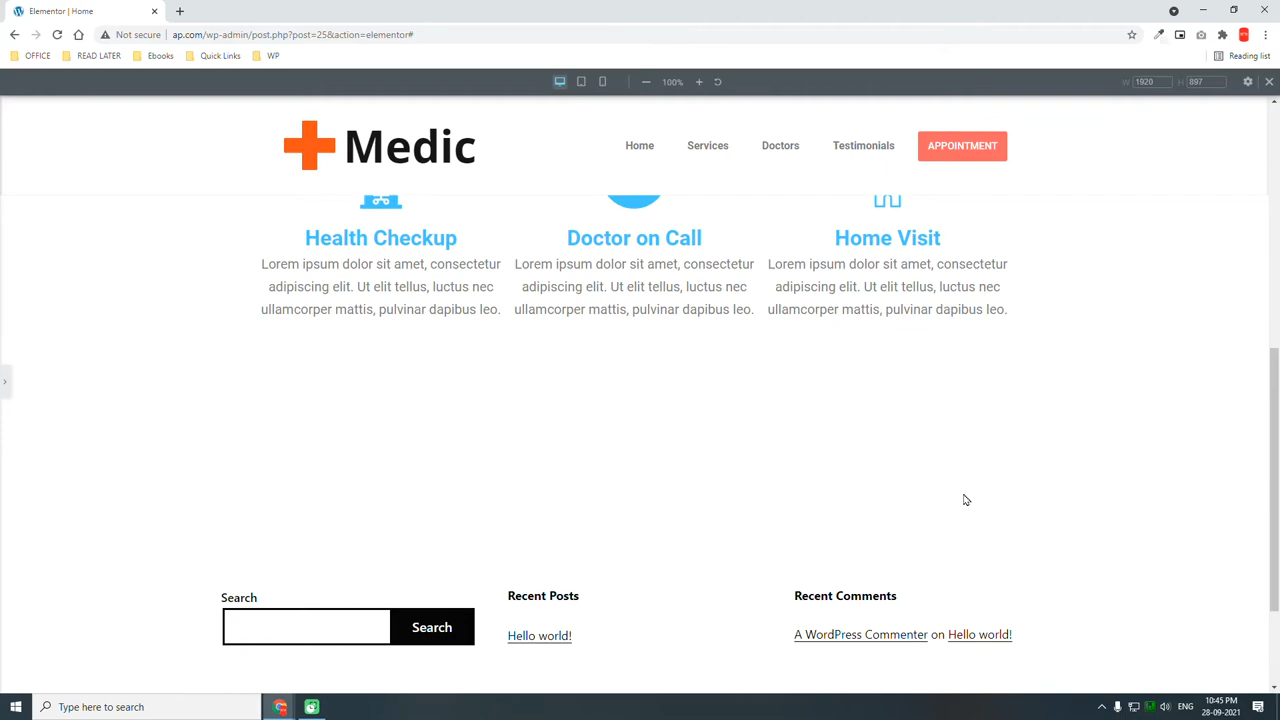 Elementor | Home
Not secure
ap.com/wp-admin/post.php?post=25&action=elementor#
OFFICE
READ LATER
Ebooks
Quick Links
WP
Reading list
100%
W 1920
H 897
Medic
Home
Services
Doctors
Testimonials
APPOINTMENT
Health Checkup
Lorem ipsum dolor sit amet, consectetur
adipiscing elit. Ut elit tellus, luctus nec
ullamcorper mattis, pulvinar dapibus leo.
Doctor on Call
Lorem ipsum dolor sit amet, consectetur
adipiscing elit. Ut elit tellus, luctus nec
ullamcorper mattis, pulvinar dapibus leo.
Home Visit
Lorem ipsum dolor sit amet, consectetur
adipiscing elit. Ut elit tellus, luctus nec
ullamcorper mattis, pulvinar dapibus leo.
Search
Search
Recent Posts
Hello world!
Recent Comments
A WordPress Commenter on Hello world!
Type here to search
ENG
10:45 PM
28-09-2021